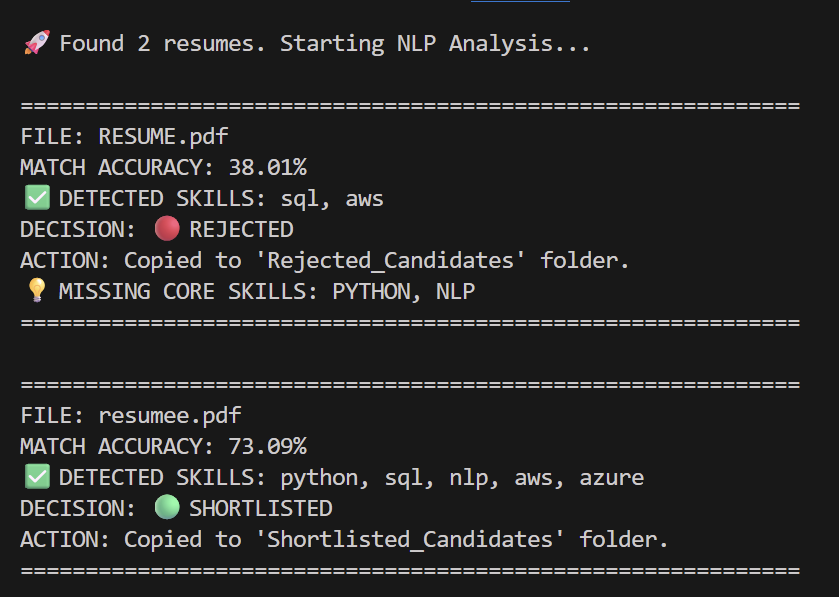 🚀 Found 2 resumes. Starting NLP Analysis...
============================================================
FILE: RESUME.pdf
MATCH ACCURACY: 38.01%
✅ DETECTED SKILLS: sql, aws
DECISION: 🔴 REJECTED
ACTION: Copied to 'Rejected_Candidates' folder.
💡 MISSING CORE SKILLS: PYTHON, NLP
============================================================
============================================================
FILE: resumee.pdf
MATCH ACCURACY: 73.09%
✅ DETECTED SKILLS: python, sql, nlp, aws, azure
DECISION: 🟢 SHORTLISTED
ACTION: Copied to 'Shortlisted_Candidates' folder.
============================================================